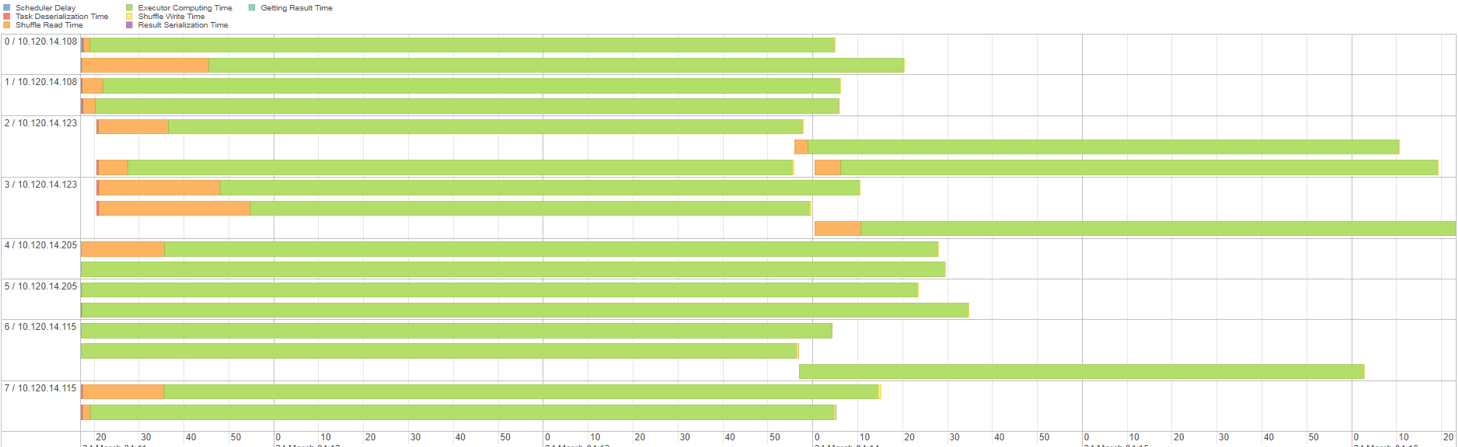 Scheduler Delay
Executor Computing Time
Getting Result Time
Task Deserialization Time
Shuffle Write Time
Shuffle Read Time
Result Serialization Time
0 / 10.120.14.108
1 / 10.120.14.108
2 / 10.120.14.123
3 / 10.120.14.123
4 / 10.120.14.205
5 / 10.120.14.205
6 / 10.120.14.115
7 / 10.120.14.115
20 30 40 50 0 10 20 30 40 50 0 10 20 30 40 50 0 10 20 30 40 50 0 10 20 30 40 50 0 10 20